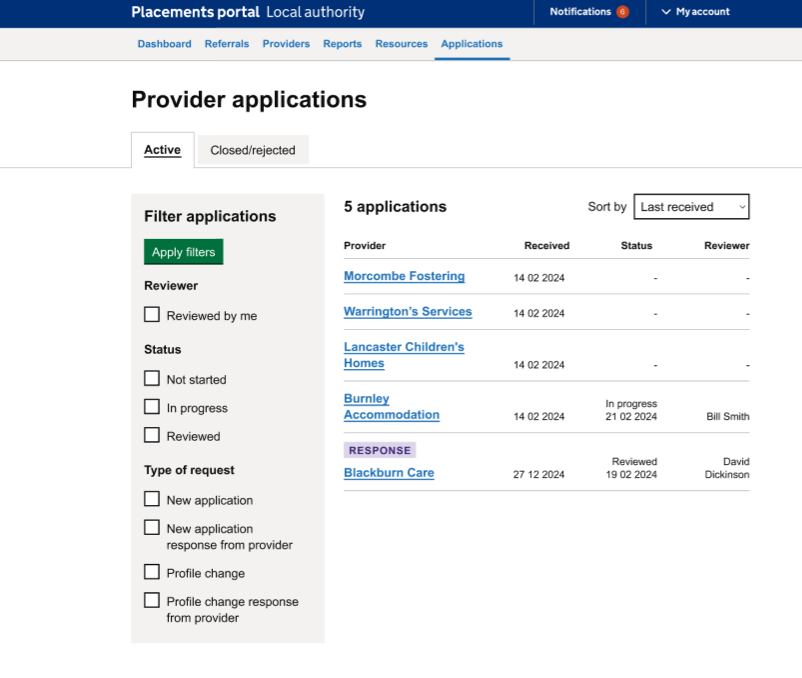 Placements portal Local authority
Notifications 6
My account
Dashboard Referrals Providers Reports Resources Applications
Provider applications
Active Closed/rejected
Filter applications
Apply filters
Reviewer
Reviewed by me
Status
Not started
In progress
Reviewed
Type of request
New application
New application
response from provider
Profile change
Profile change response
from provider
5 applications
Sort by Last received
Provider Received Status Reviewer
Morcombe Fostering 14 02 2024 - -
Warrington’s Services 14 02 2024 - -
Lancaster Children's
Homes 14 02 2024 - -
Burnley In progress
Accommodation 14 02 2024 21 02 2024 Bill Smith
RESPONSE
Reviewed David
Blackburn Care 27 12 2024 19 02 2024 Dickinson